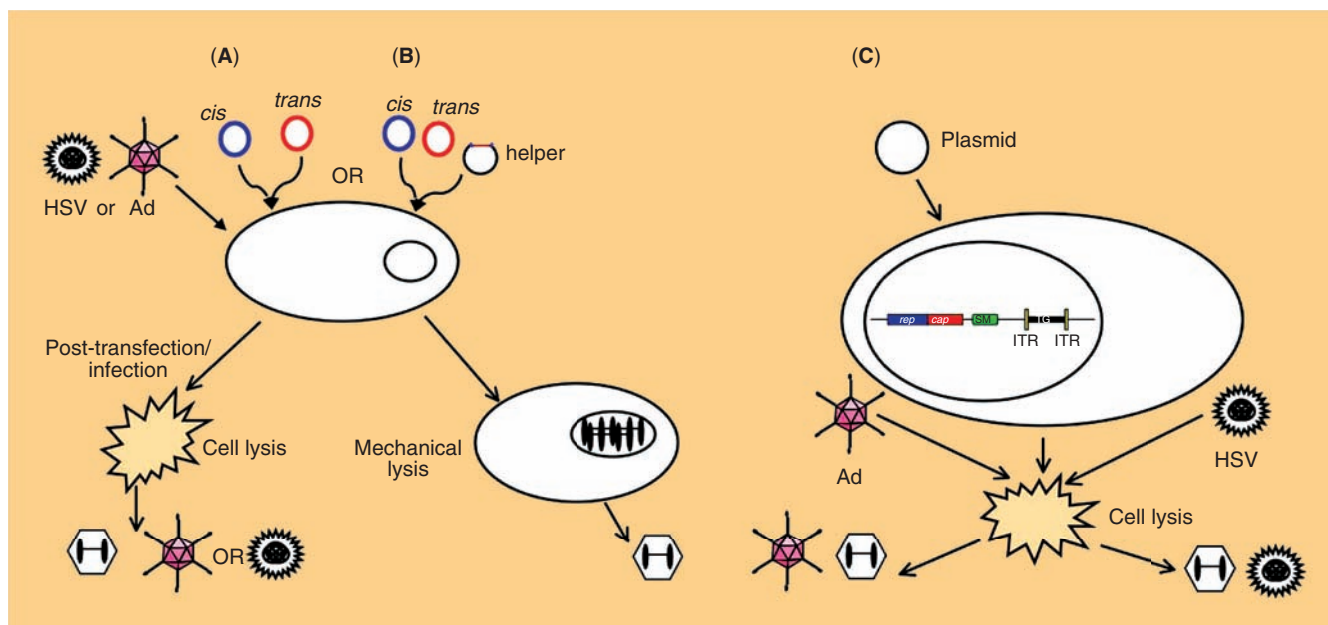 (A)
cis
trans
HSV or Ad
OR
(B)
cis
trans
helper
Post-transfection/
infection
Cell lysis
OR
Mechanical
lysis
(C)
Plasmid
rep cap SM TG
ITR ITR
Ad
HSV
Cell lysis